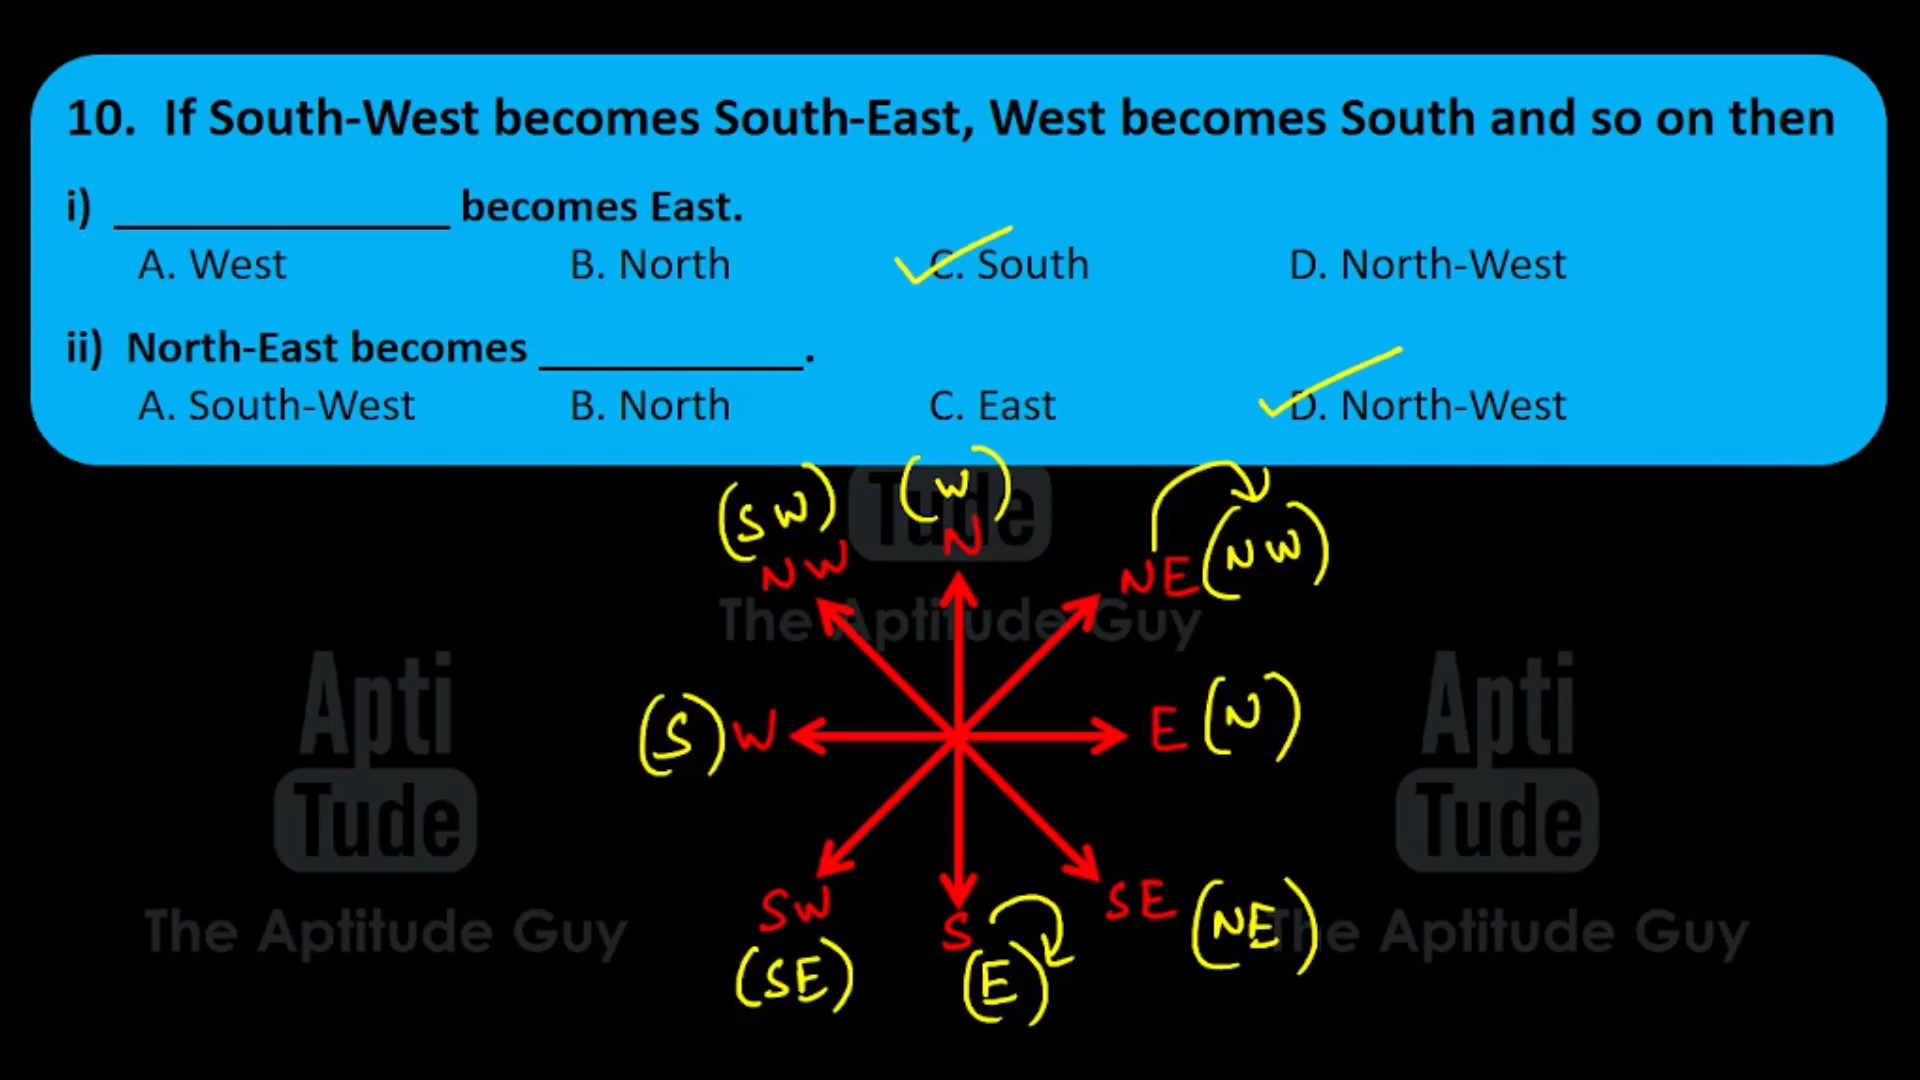 10. If South-West becomes South-East, West becomes South and so on then
i) ________________ becomes East.
A. West B. North C. South D. North-West
ii) North-East becomes ____________.
A. South-West B. North C. East D. North-West
(SW) (W)
Tude
NW N NE (NW)
The Aptitude Guy
(S) W E (N)
Apti
Tude
The Aptitude Guy
Apti
Tude
The Aptitude Guy
SW S SE (NE)
(SE) (E)